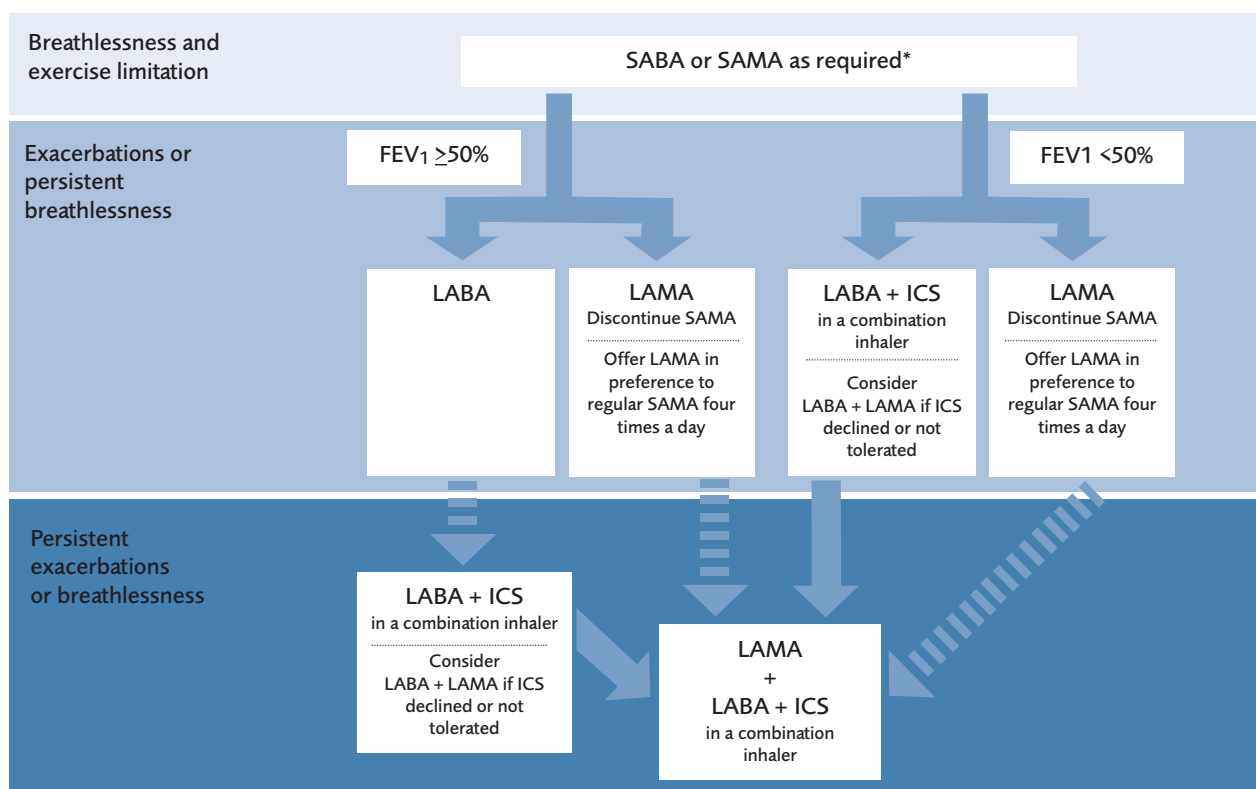 Breathlessness and
exercise limitation
SABA or SAMA as required*
Exacerbations or
persistent
breathlessness
FEV₁ ≥50%
FEV1 <50%
LABA
LAMA
Discontinue SAMA
Offer LAMA in
preference to
regular SAMA four
times a day
LABA + ICS
in a combination
inhaler
Consider
LABA + LAMA if ICS
declined or not
tolerated
LAMA
Discontinue SAMA
Offer LAMA in
preference to
regular SAMA four
times a day
Persistent
exacerbations
or breathlessness
LABA + ICS
in a combination inhaler
Consider
LABA + LAMA if ICS
declined or not
tolerated
LAMA
+
LABA + ICS
in a combination
inhaler